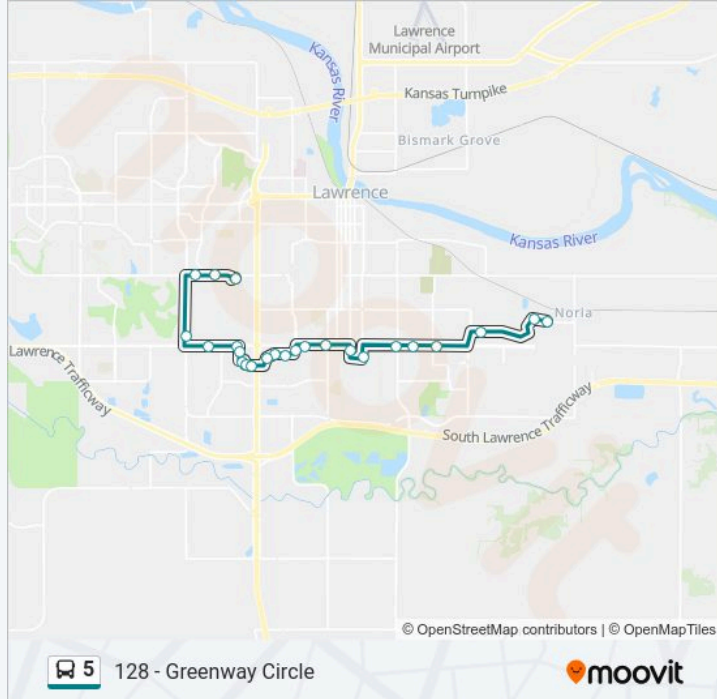 Lawrence
Municipal Airport
Kansas River
Kansas Turnpike
Bismark Grove
Lawrence
Kansas River
Norla
Lawrence Trafficway
South Lawrence Trafficway
moovit
© OpenStreetMap contributors | © OpenMapTiles
5
128 - Greenway Circle
moovit